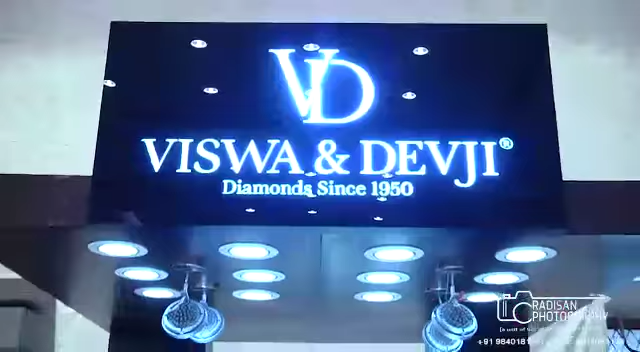 VD
VISWA & DEVJI®
Diamonds Since 1950
RADISAN
PHOTOGRAPHY